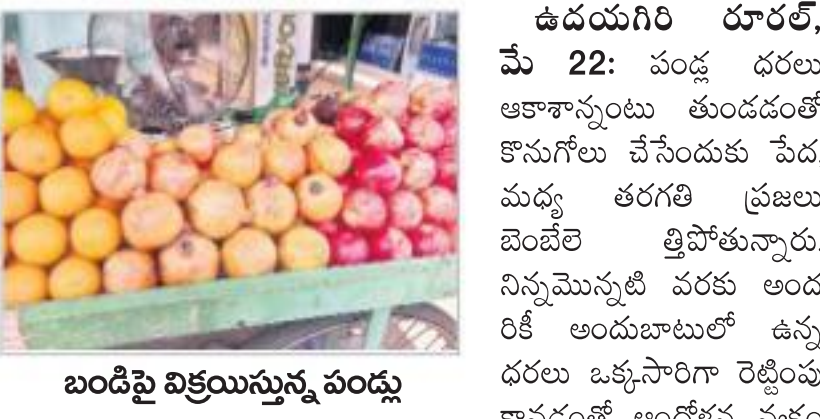 బండిపై విక్రయిస్తున్న పండ్లు
ఉదయగిరి రూరల్,
మే 22: పండ్ల ధరలు
ఆకాశాన్నంటు తుండడంతో
కొనుగోలు చేసేందుకు పేద,
మధ్య తరగతి ప్రజలు
బెంబేలె త్తిపోతున్నారు.
నిన్నమొన్నటి వరకు అంద
రికీ అందుబాటులో ఉన్న
ధరలు ఒక్కసారిగా రెట్టింపు